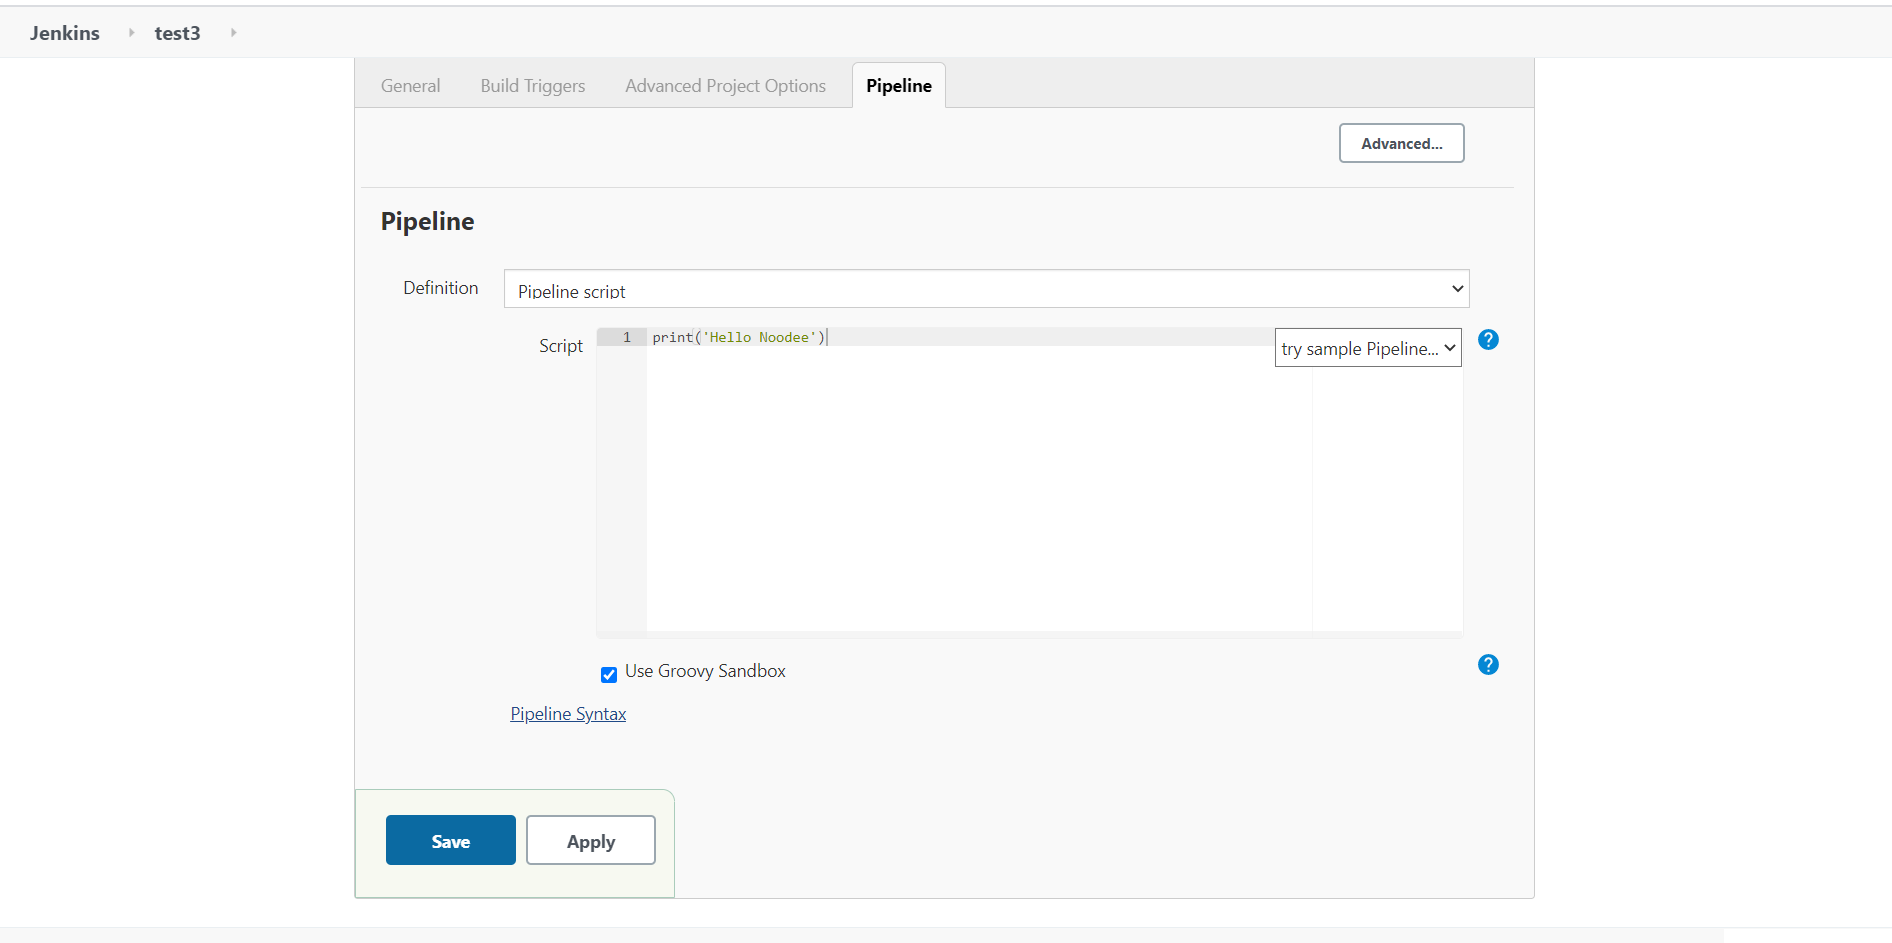 Jenkins test3
General Build Triggers Advanced Project Options Pipeline
Advanced...
Pipeline
Definition Pipeline script
Script 1 print('Hello Noodee') try sample Pipeline... ?
Use Groovy Sandbox ?
Pipeline Syntax
Save Apply